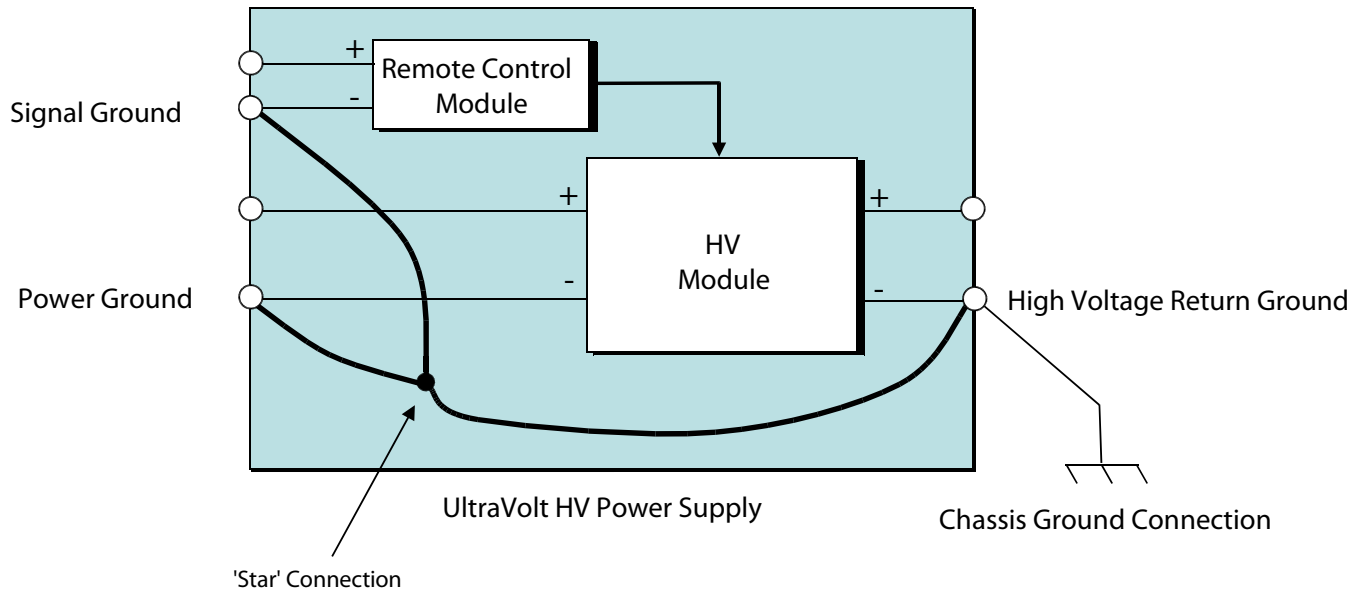 +
Remote Control
Module
-
Signal Ground
+
+
HV
Module
-
-
Power Ground
High Voltage Return Ground
UltraVolt HV Power Supply
Chassis Ground Connection
'Star' Connection